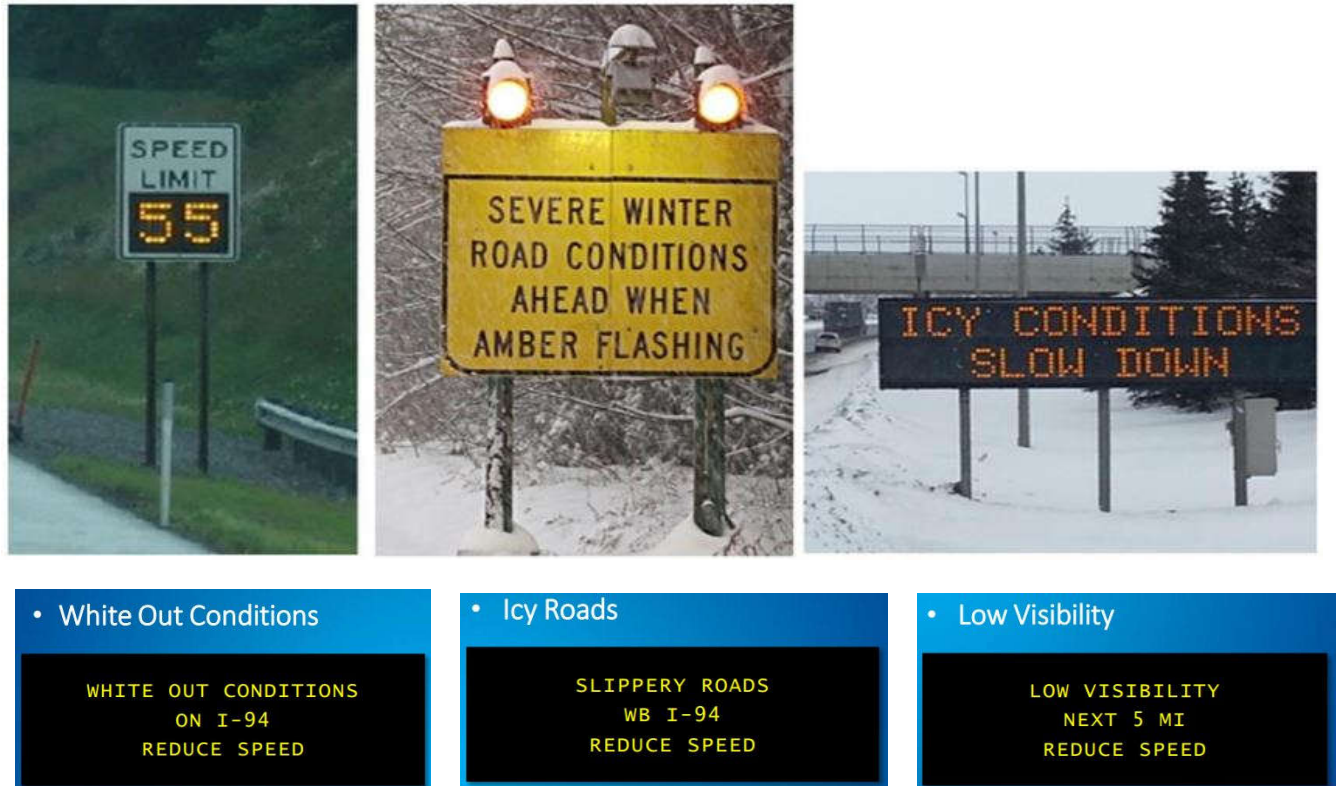 SPEED
LIMIT
55
SEVERE WINTER
ROAD CONDITIONS
AHEAD WHEN
AMBER FLASHING
ICY CONDITIONS
SLOW DOWN
• White Out Conditions
WHITE OUT CONDITIONS
ON I-94
REDUCE SPEED
• Icy Roads
SLIPPERY ROADS
WB I-94
REDUCE SPEED
• Low Visibility
LOW VISIBILITY
NEXT 5 MI
REDUCE SPEED